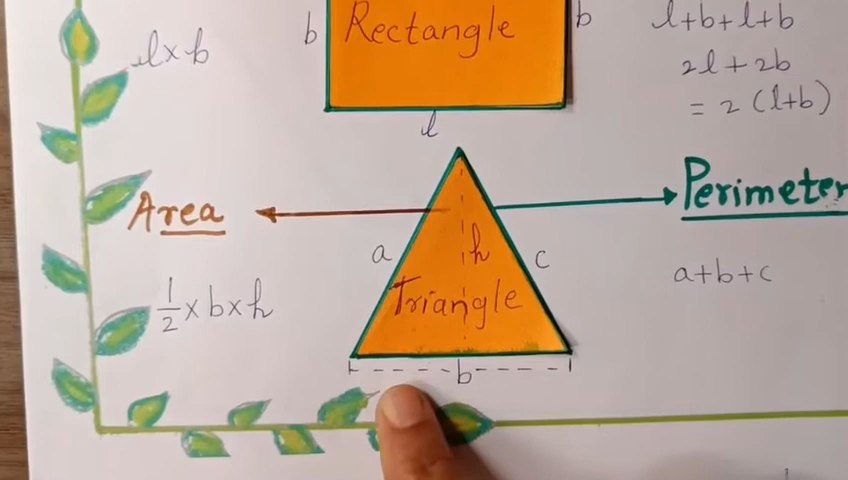 b Rectangle b
l
l×b
l+b+l+b
2l+2b
= 2 (l+b)
Area
Perimeter
a
h
c
Triangle
b
1/2 ×b×h
a+b+c